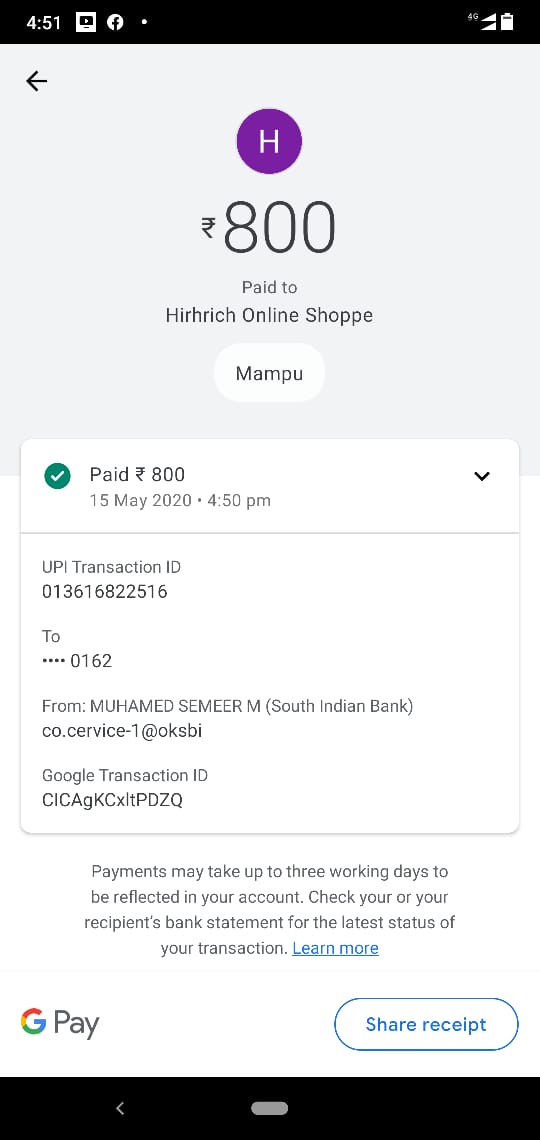 4:51
4G
H
₹800
Paid to
Hirhrich Online Shoppe
Mampu
Paid ₹ 800
15 May 2020 • 4:50 pm
UPI Transaction ID
013616822516
To
•••• 0162
From: MUHAMED SEMEER M (South Indian Bank)
co.cervice-1@oksbi
Google Transaction ID
CICAgKCxltPDZQ
Payments may take up to three working days to
be reflected in your account. Check your or your
recipient's bank statement for the latest status of
your transaction. Learn more
G Pay
Share receipt